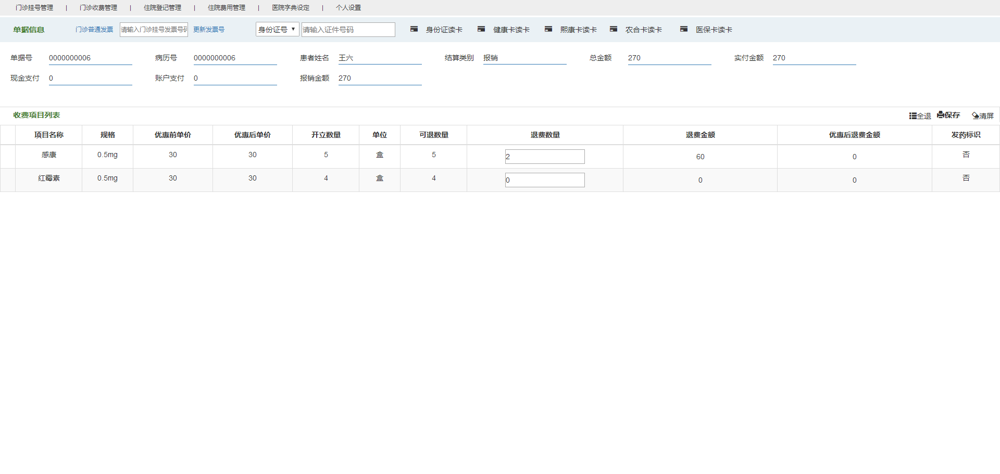 门诊挂号管理 | 门诊收费管理 | 住院登记管理 | 住院费用管理 | 医院字典设定 | 个人设置
单据信息 门诊普通发票 请输入门诊挂号发票号码 更新发票号 身份证号 ▼ 请输入证件号码 身份证读卡 健康卡读卡 熙康卡读卡 农合卡读卡 医保卡读卡
单据号 0000000006 病历号 0000000006 患者姓名 王六 结算类别 报销 总金额 270 实付金额 270
现金支付 0 账户支付 0 报销金额 270
收费项目列表 全退 保存 清屏
项目名称 规格 优惠前单价 优惠后单价 开立数量 单位 可退数量 退费数量 退费金额 优惠后退费金额 发药标识
感康 0.5mg 30 30 5 盒 5 2 60 0 否
红霉素 0.5mg 30 30 4 盒 4 0 0 0 否